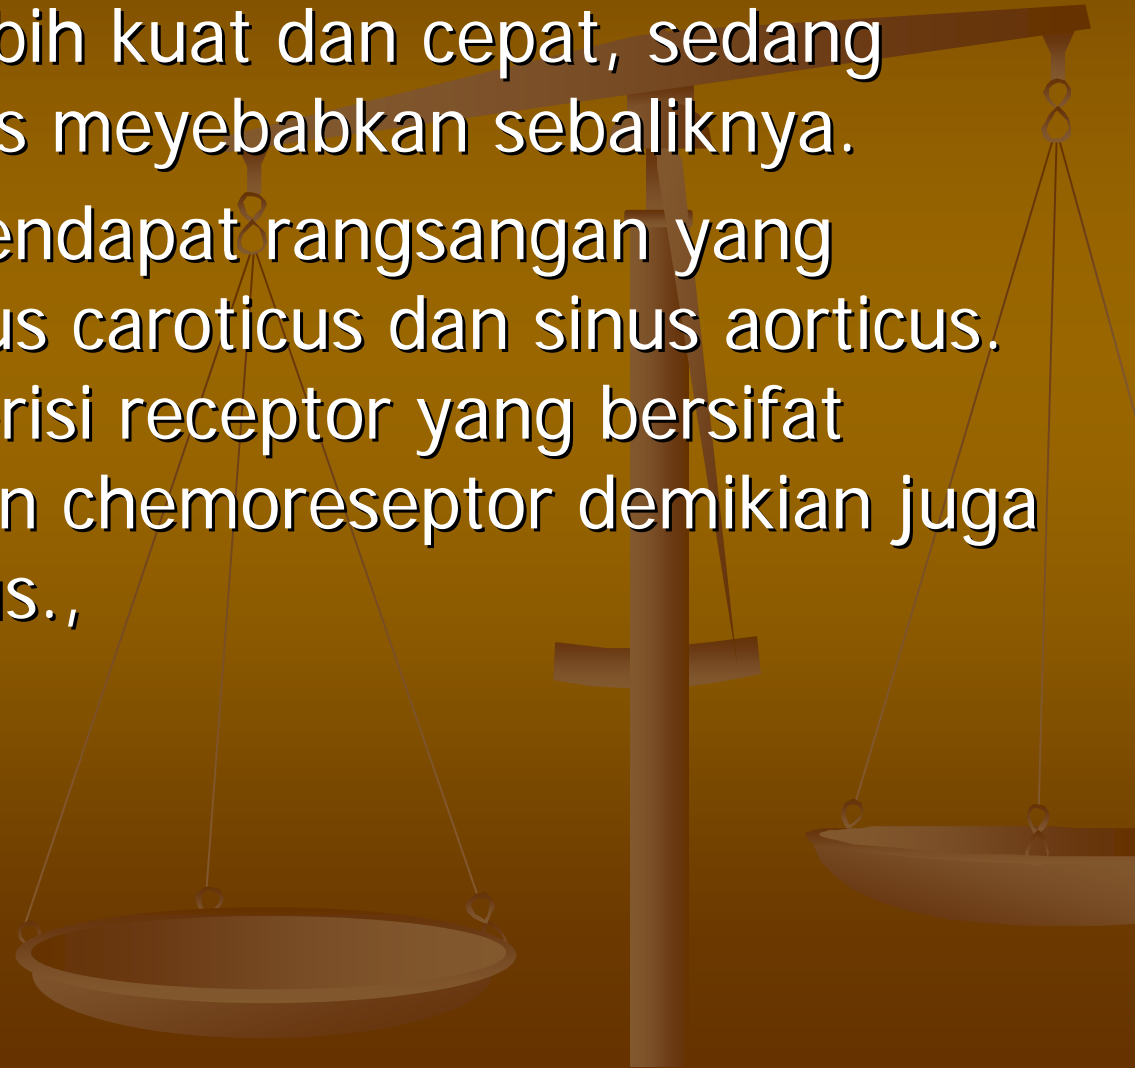 bih kuat dan cepat, sedang
s meyebabkan sebaliknya.
endapat rangsangan yang
us caroticus dan sinus aorticus.
risi receptor yang bersifat
n chemoreseptor demikian juga
us.,